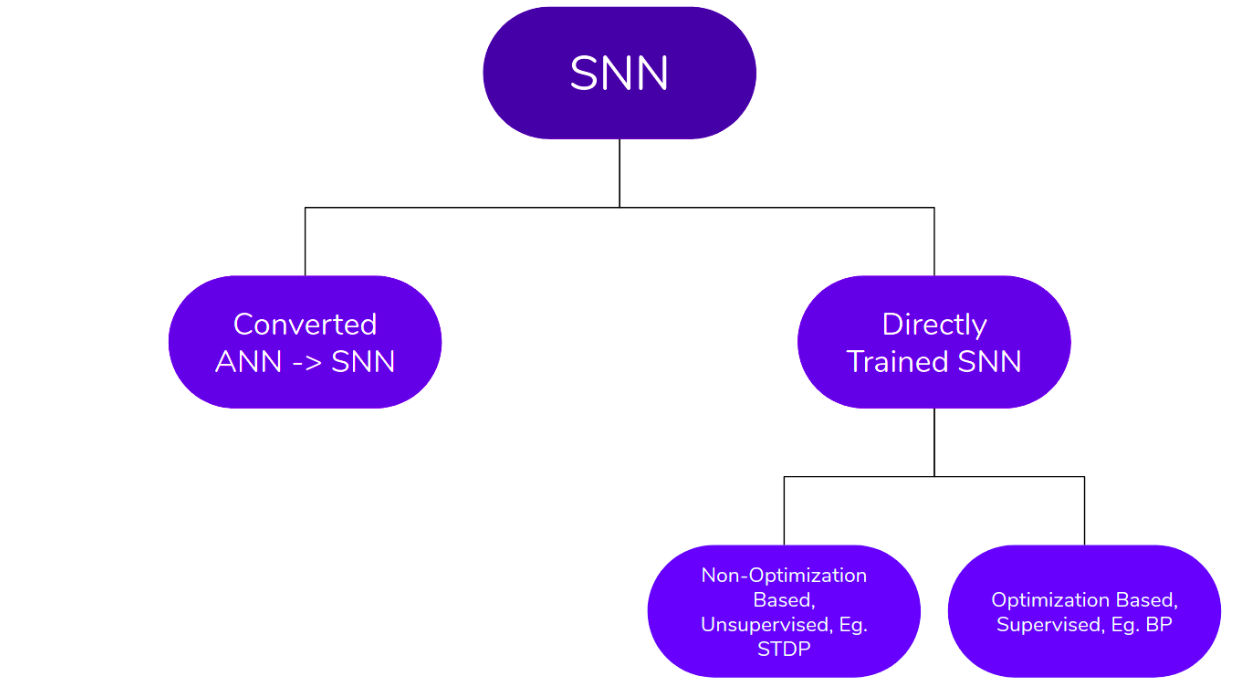 SNN
Converted
ANN -> SNN
Directly
Trained SNN
Non-Optimization
Based,
Unsupervised, Eg.
STDP
Optimization Based,
Supervised, Eg. BP